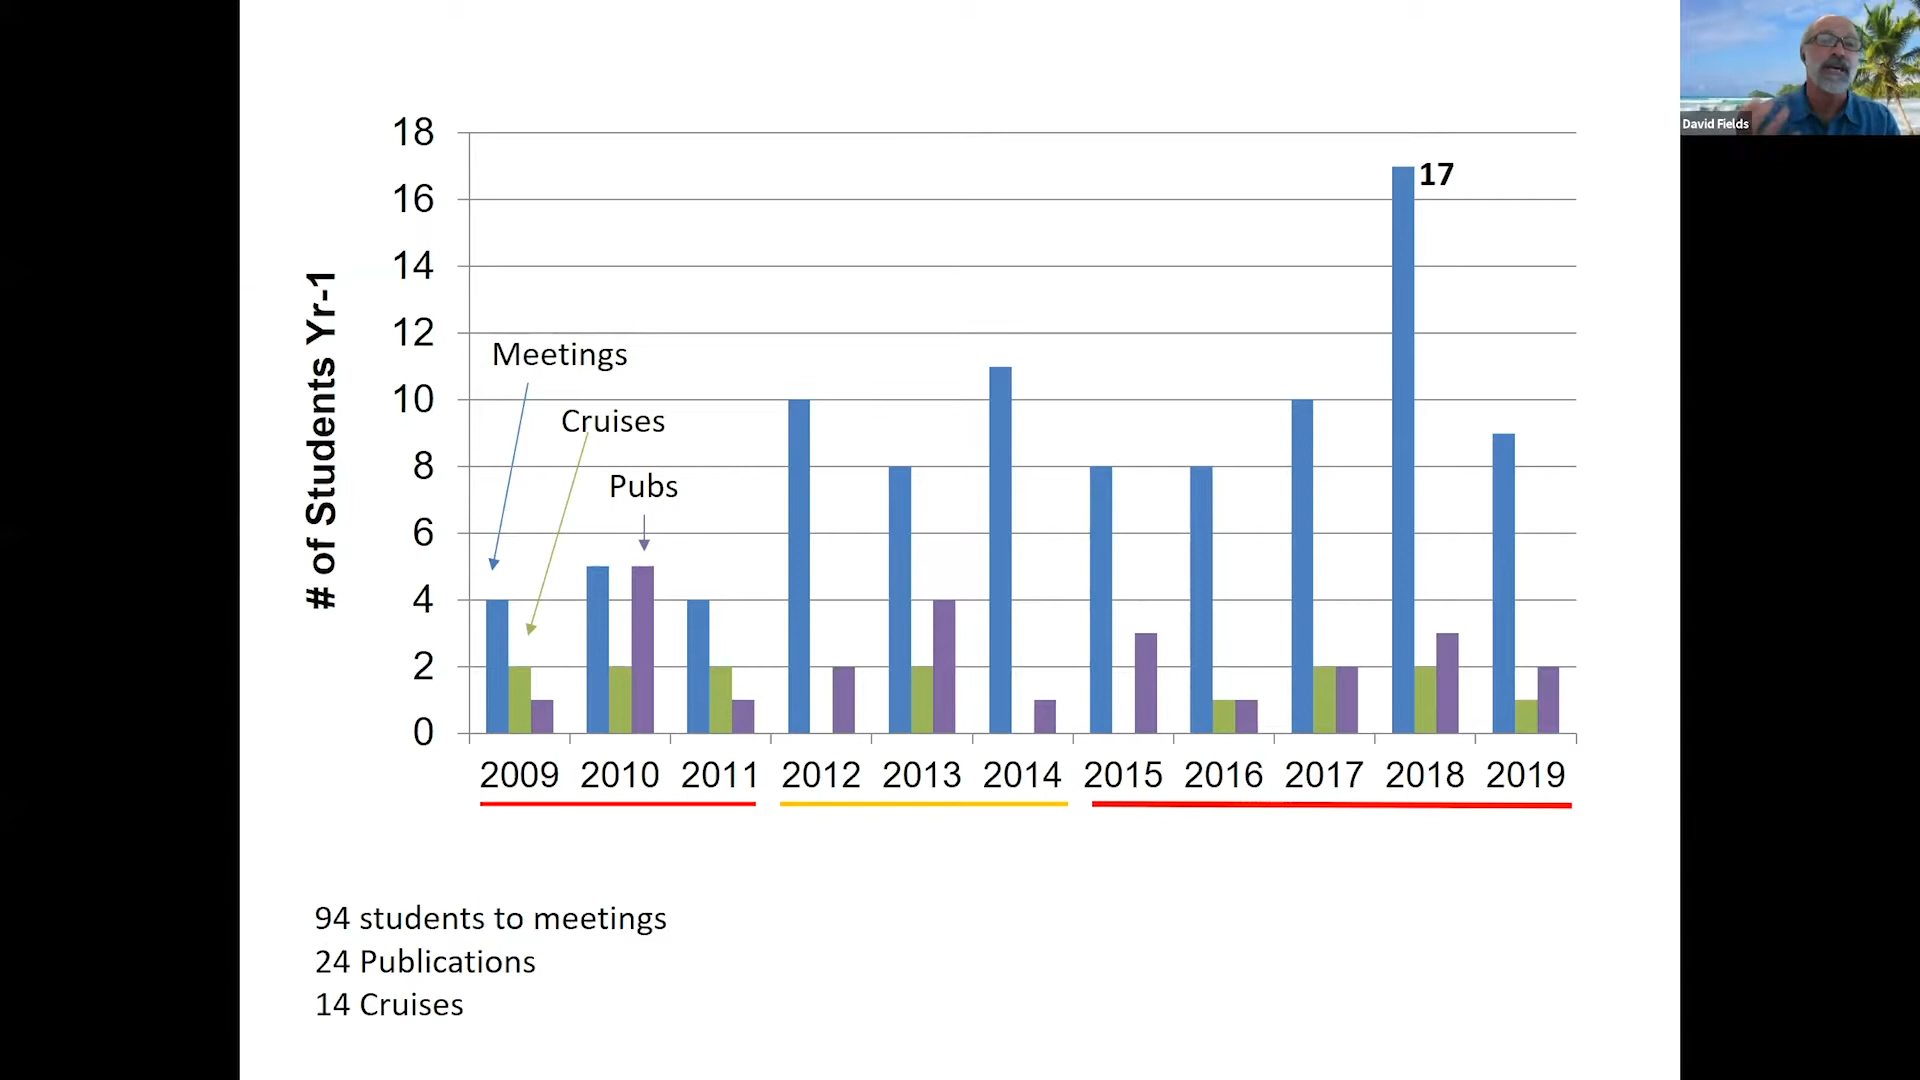 David Fields
18
16
14
12
10
8
6
4
2
0
# of Students Yr-1
17
Meetings
Cruises
Pubs
2009 2010 2011 2012 2013 2014 2015 2016 2017 2018 2019
94 students to meetings
24 Publications
14 Cruises